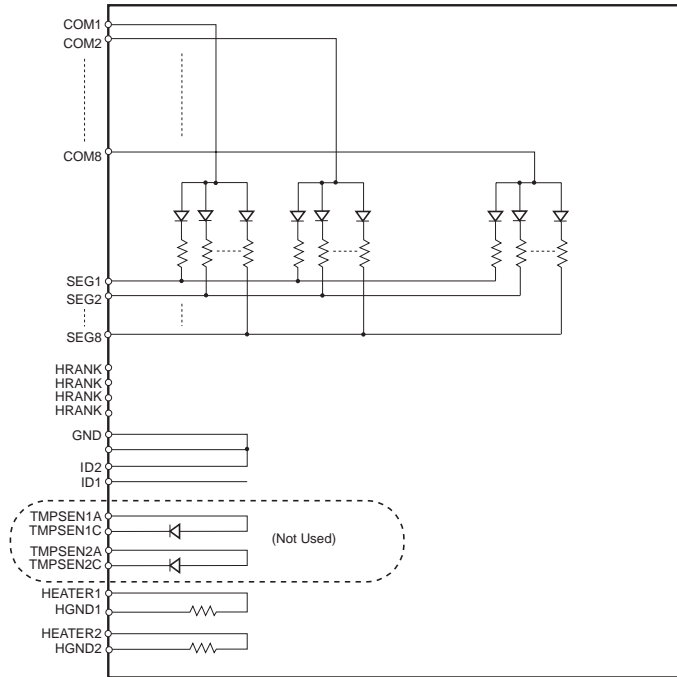 COM1
COM2
COM8
SEG1
SEG2
SEG8
HRANK
HRANK
HRANK
HRANK
GND
ID2
ID1
TMPSEN1A
TMPSEN1C
(Not Used)
TMPSEN2A
TMPSEN2C
HEATER1
HGND1
HEATER2
HGND2